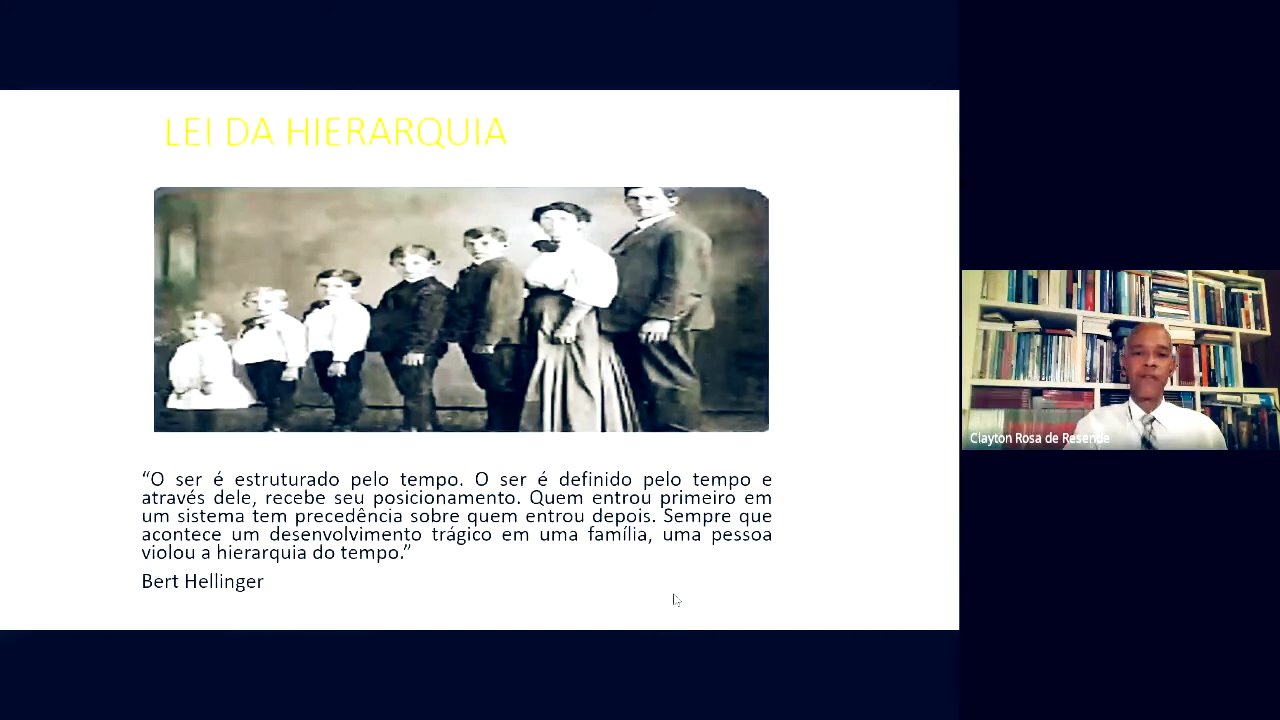 LEI DA HIERARQUIA
“O ser é estruturado pelo tempo. O ser é definido pelo tempo e
através dele, recebe seu posicionamento. Quem entrou primeiro em
um sistema tem precedência sobre quem entrou depois. Sempre que
acontece um desenvolvimento trágico em uma família, uma pessoa
violou a hierarquia do tempo.”
Bert Hellinger
Clayton Rosa de Resende